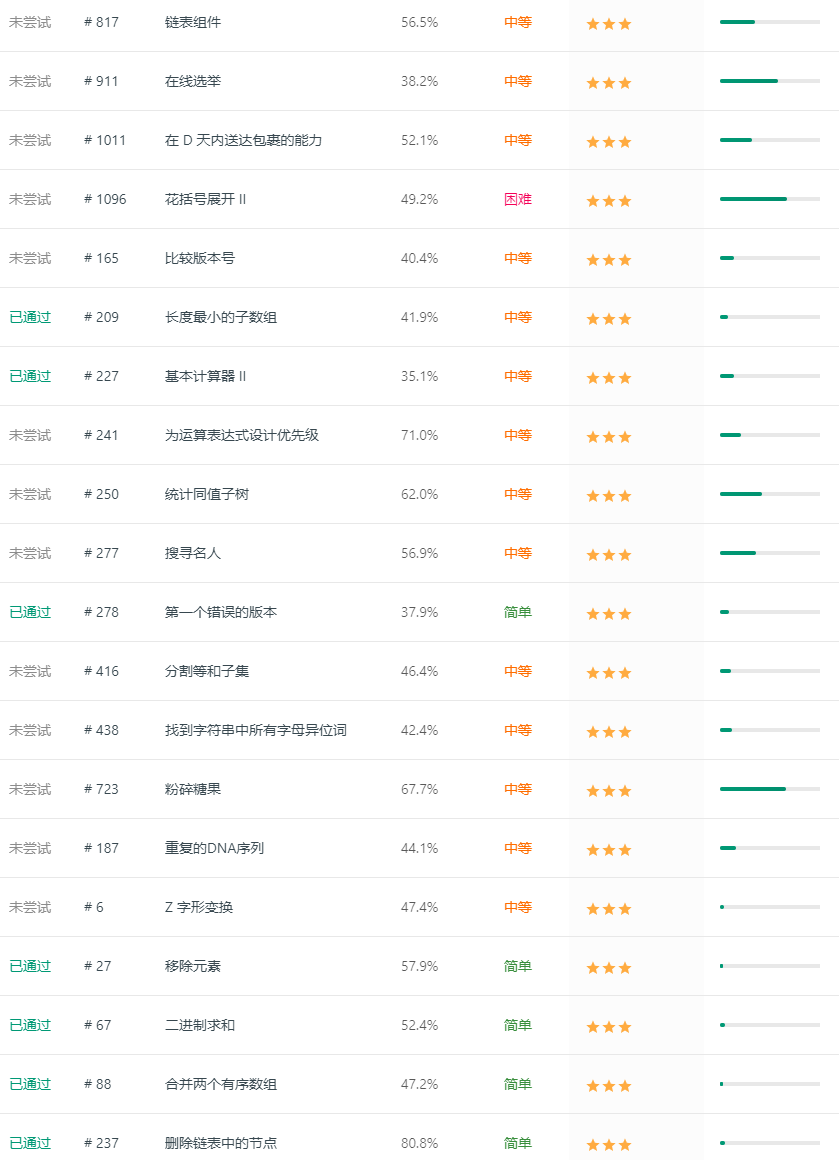 未尝试 # 817 链表组件 56.5% 中等
未尝试 # 911 在线选举 38.2% 中等
未尝试 # 1011 在 D 天内送达包裹的能力 52.1% 中等
未尝试 # 1096 花括号展开 II 49.2% 困难
未尝试 # 165 比较版本号 40.4% 中等
已通过 # 209 长度最小的子数组 41.9% 中等
已通过 # 227 基本计算器 II 35.1% 中等
未尝试 # 241 为运算表达式设计优先级 71.0% 中等
未尝试 # 250 统计同值子树 62.0% 中等
未尝试 # 277 搜寻名人 56.9% 中等
已通过 # 278 第一个错误的版本 37.9% 简单
未尝试 # 416 分割等和子集 46.4% 中等
未尝试 # 438 找到字符串中所有字母异位词 42.4% 中等
未尝试 # 723 粉碎糖果 67.7% 中等
未尝试 # 187 重复的DNA序列 44.1% 中等
未尝试 # 6 Z 字形变换 47.4% 中等
已通过 # 27 移除元素 57.9% 简单
已通过 # 67 二进制求和 52.4% 简单
已通过 # 88 合并两个有序数组 47.2% 简单
已通过 # 237 删除链表中的节点 80.8% 简单